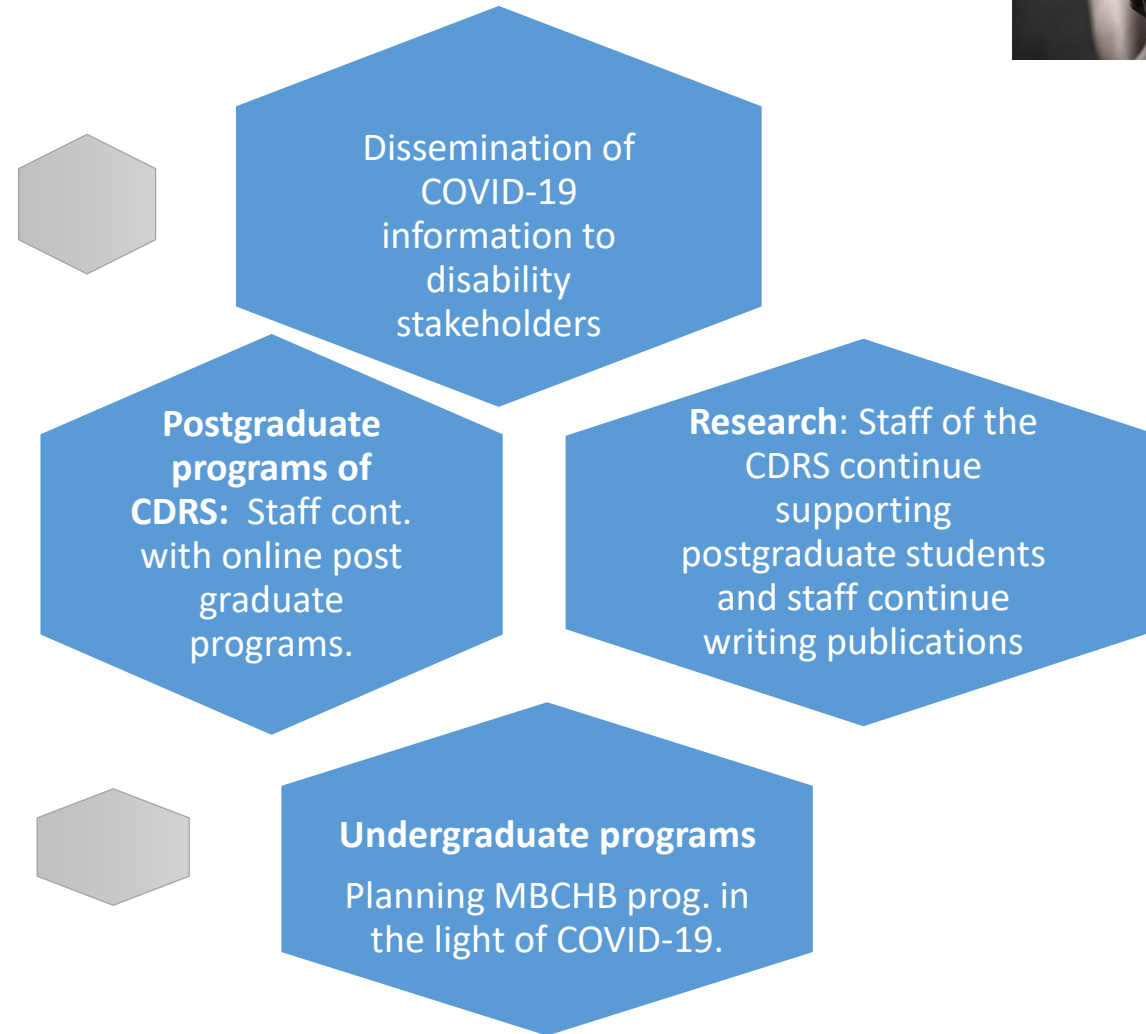 Dissemination of
COVID-19
information to
disability
stakeholders
Postgraduate
programs of
CDRS: Staff cont.
with online post
graduate
programs.
Research: Staff of the
CDRS continue
supporting
postgraduate students
and staff continue
writing publications
Undergraduate programs
Planning MBCHB prog. in
the light of COVID-19.